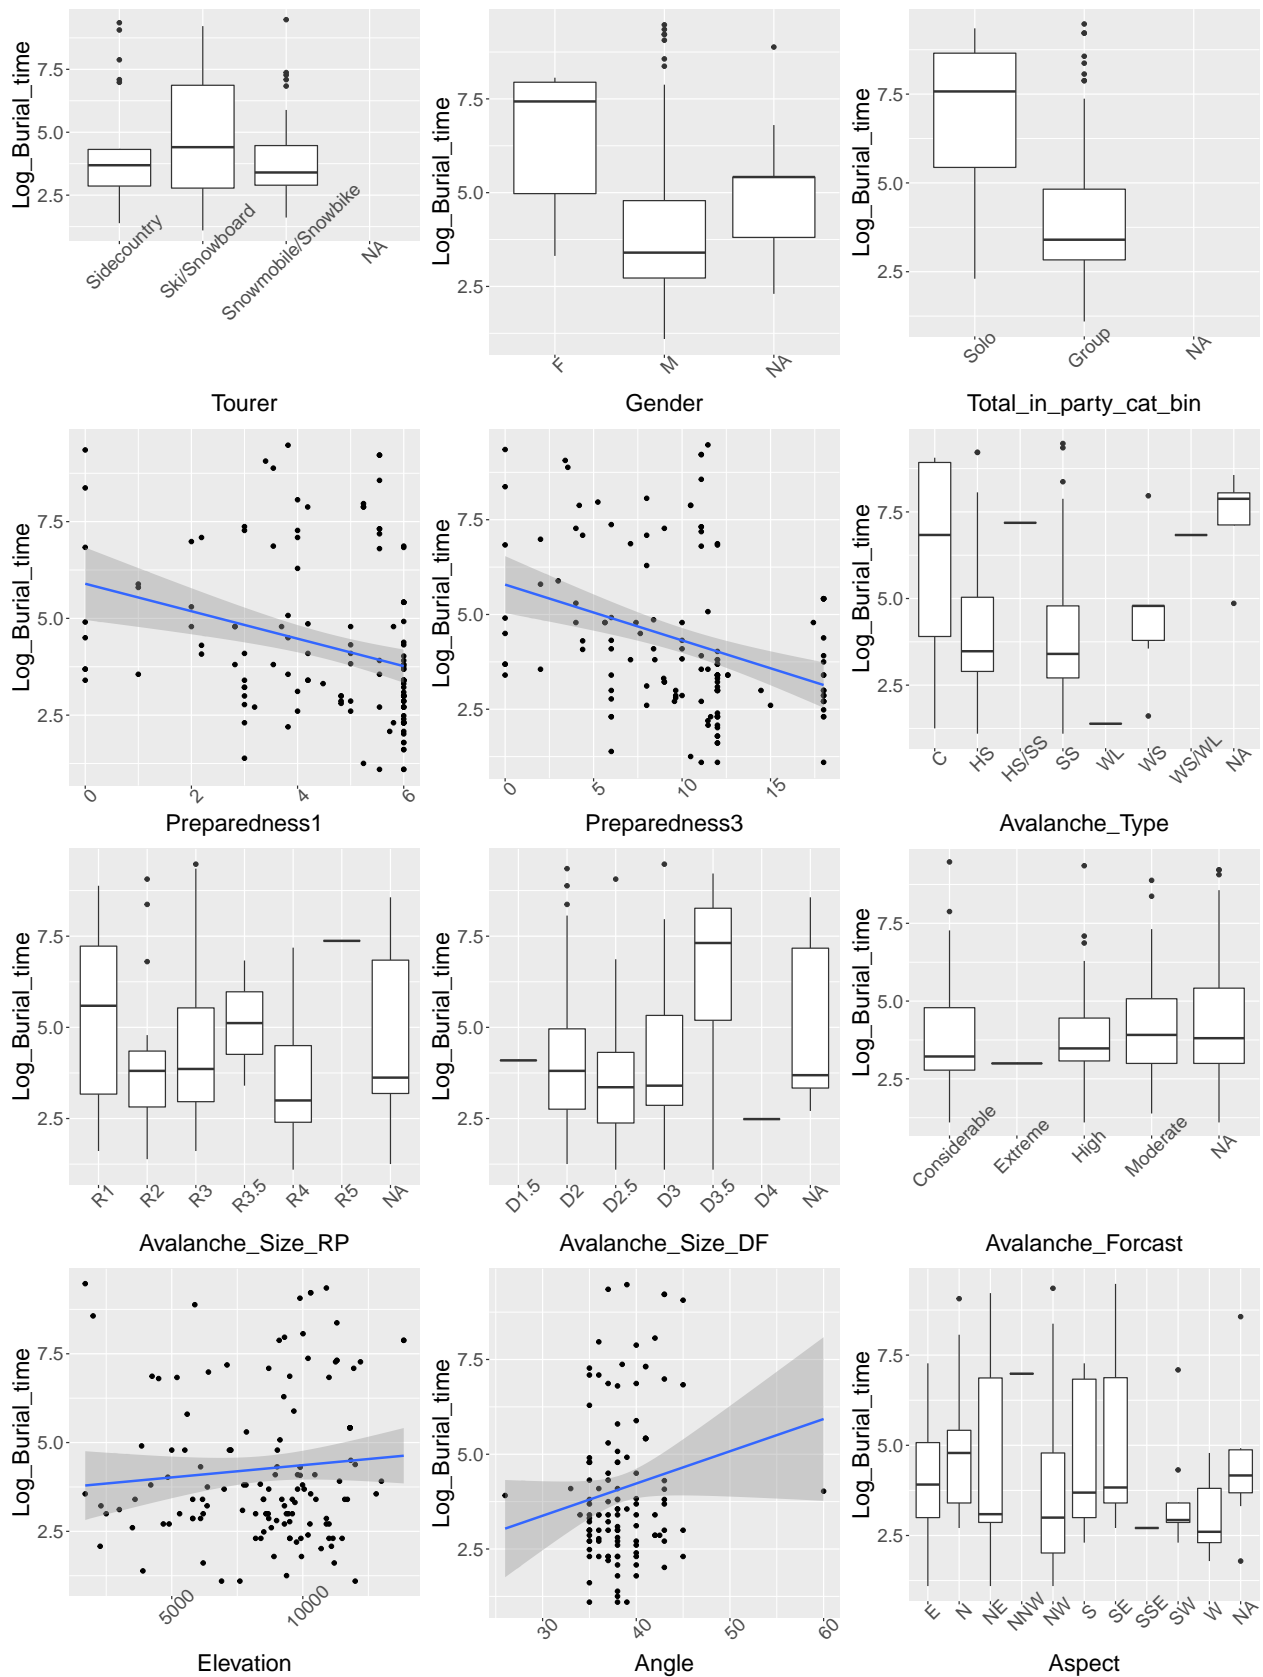 Log_Burial_time
7.5
5.0
2.5
Sidecountry
Ski/Snowboard
Snowmobile/Snowbike
NA
Tourer
Log_Burial_time
7.5
5.0
2.5
F
M
NA
Gender
Log_Burial_time
7.5
5.0
2.5
Solo
Group
NA
Total_in_party_cat_bin
Log_Burial_time
7.5
5.0
2.5
0
2
4
6
Preparedness1
Log_Burial_time
7.5
5.0
2.5
0
5
10
15
Preparedness3
Log_Burial_time
7.5
5.0
2.5
C
HS
HS/SS
SS
WL
WS
WS/WL
NA
Avalanche_Type
Log_Burial_time
7.5
5.0
2.5
R1
R2
R3
R3.5
R4
R5
NA
Avalanche_Size_RP
Log_Burial_time
7.5
5.0
2.5
D1.5
D2
D2.5
D3
D3.5
D4
NA
Avalanche_Size_DF
Log_Burial_time
7.5
5.0
2.5
Considerable
Extreme
High
Moderate
NA
Avalanche_Forcast
Log_Burial_time
7.5
5.0
2.5
5000
10000
Elevation
Log_Burial_time
7.5
5.0
2.5
30
40
50
60
Angle
Log_Burial_time
7.5
5.0
2.5
E
N
NE
NNW
NW
S
SE
SSE
SW
W
NA
Aspect